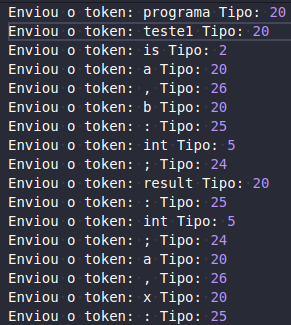 Enviou o token: programa Tipo: 20
Enviou o token: teste1 Tipo: 20
Enviou o token: is Tipo: 2
Enviou o token: a Tipo: 20
Enviou o token: , Tipo: 26
Enviou o token: b Tipo: 20
Enviou o token: : Tipo: 25
Enviou o token: int Tipo: 5
Enviou o token: ; Tipo: 24
Enviou o token: result Tipo: 20
Enviou o token: : Tipo: 25
Enviou o token: int Tipo: 5
Enviou o token: ; Tipo: 24
Enviou o token: a Tipo: 20
Enviou o token: , Tipo: 26
Enviou o token: x Tipo: 20
Enviou o token: : Tipo: 25